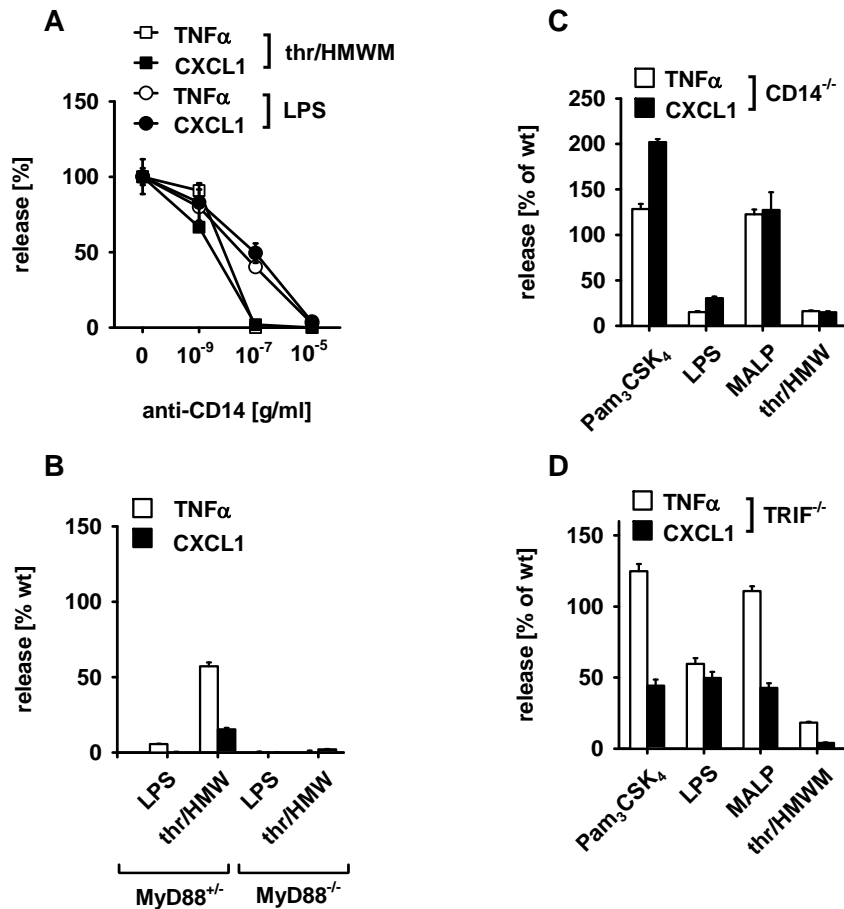 A
TNFα
CXCL1
thr/HMWM
TNFα
CXCL1
LPS
release [%]
150
100
50
0
0 10⁻⁹ 10⁻⁷ 10⁻⁵
anti-CD14 [g/ml]
B
TNFα
CXCL1
release [% wt]
150
100
50
0
LPS
thr/HMW
LPS
thr/HMW
MyD88⁺/⁻ MyD88⁻/⁻
C
TNFα
CXCL1
CD14⁻/⁻
release [% of wt]
250
200
150
100
50
0
Pam₃CSK₄
LPS
MALP
thr/HMW
D
TNFα
CXCL1
TRIF⁻/⁻
release [% of wt]
150
100
50
0
Pam₃CSK₄
LPS
MALP
thr/HMWM